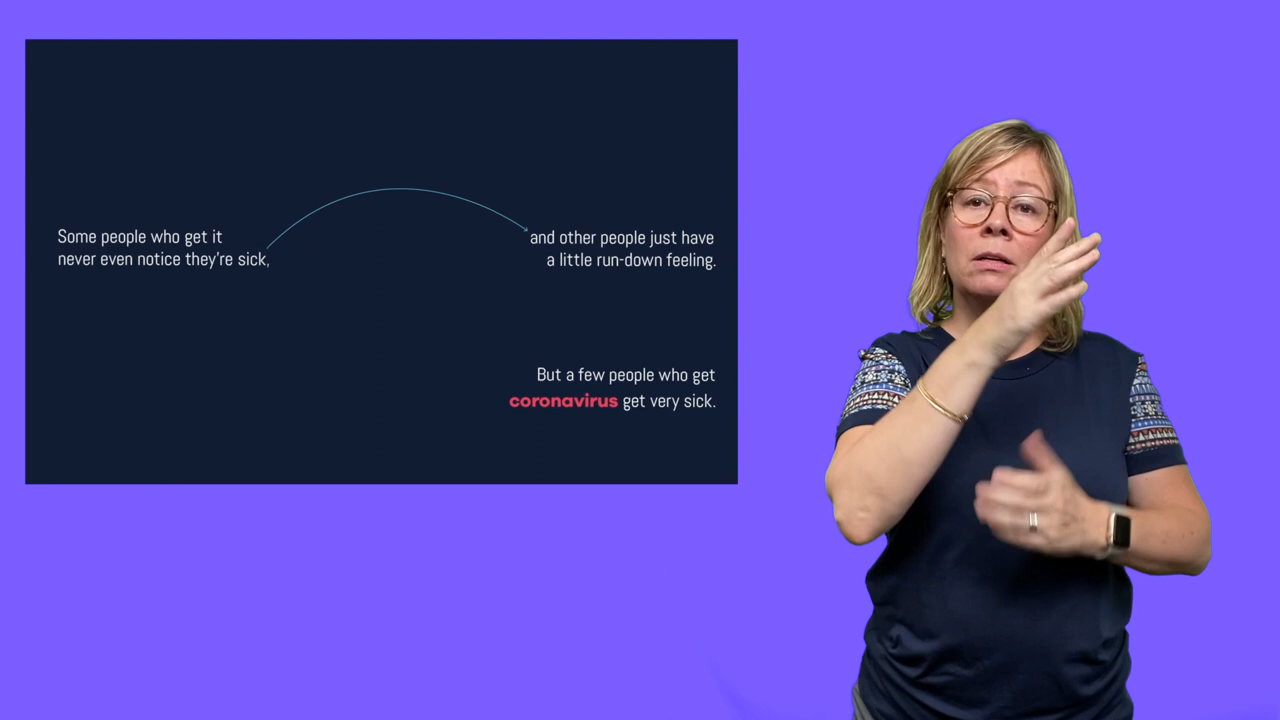 Some people who get it
never even notice they're sick,
and other people just have
a little run-down feeling.
But a few people who get
coronavirus get very sick.